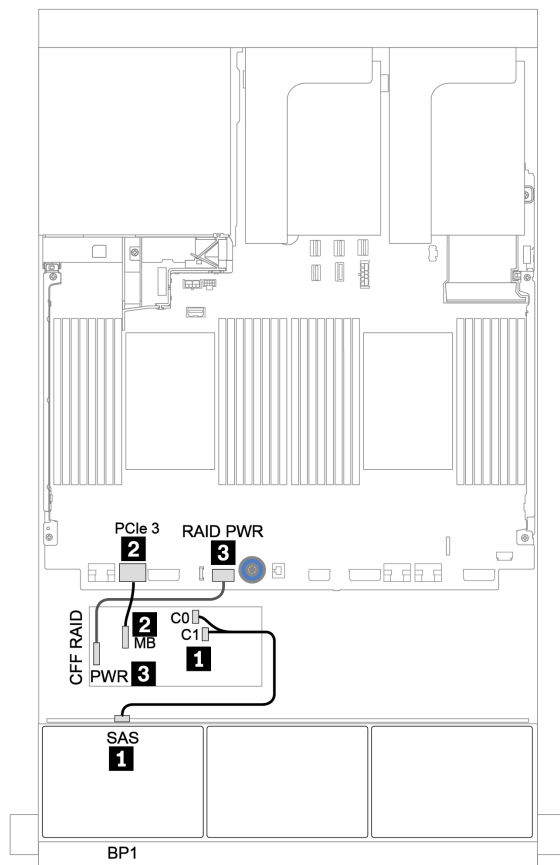 PCIe 3
2
RAID PWR
3
CFF RAID
2
MB
PWR 3
C0
C1
1
SAS
1
BP1